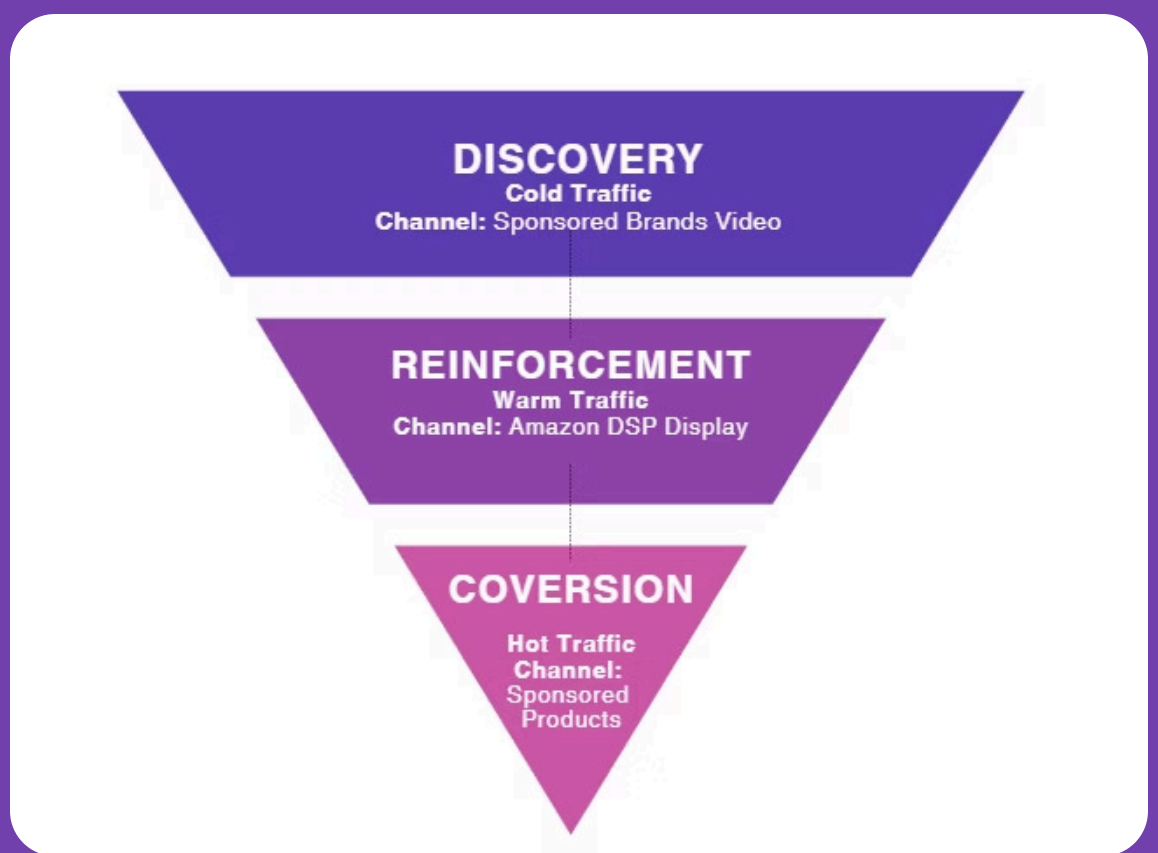 DISCOVERY
Cold Traffic
Channel: Sponsored Brands Video
REINFORCEMENT
Warm Traffic
Channel: Amazon DSP Display
COVERSION
Hot Traffic
Channel:
Sponsored
Products